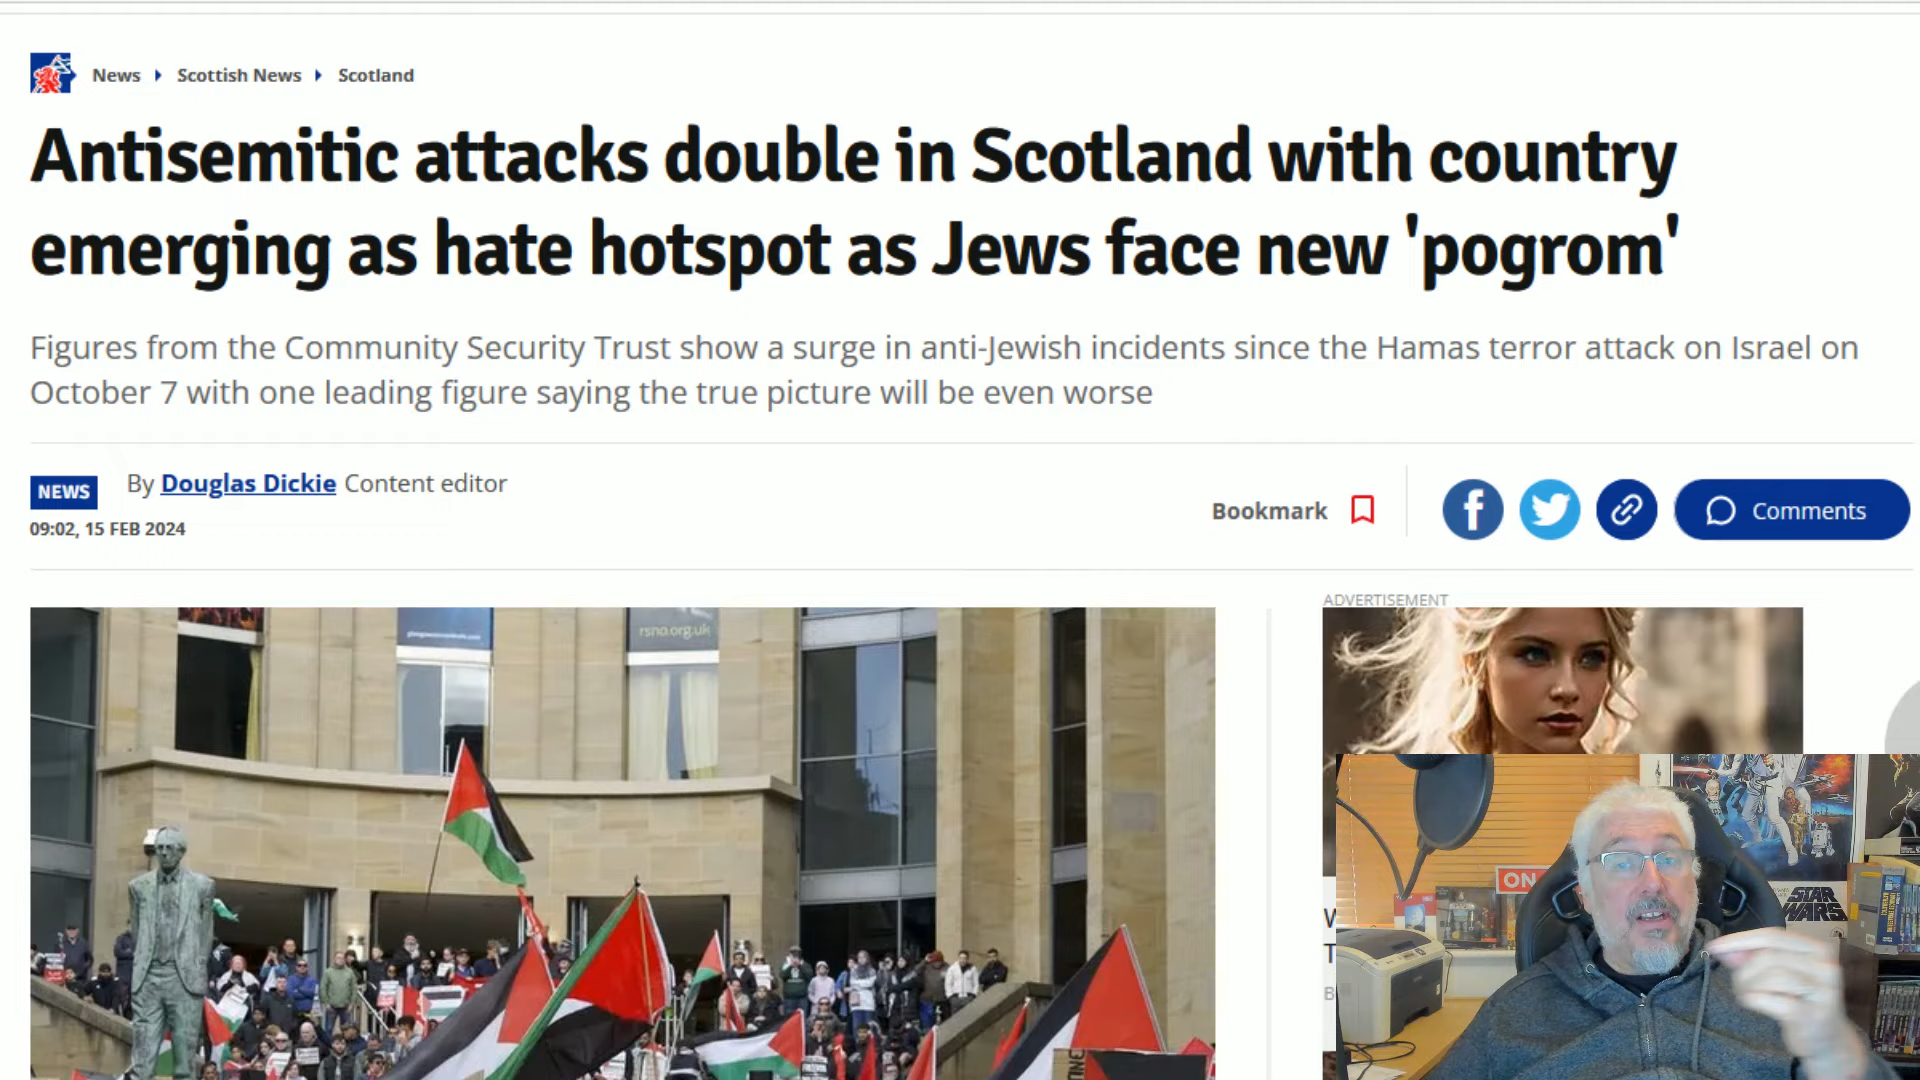 News Scottish News Scotland
Antisemitic attacks double in Scotland with country
emerging as hate hotspot as Jews face new 'pogrom'
Figures from the Community Security Trust show a surge in anti-Jewish incidents since the Hamas terror attack on Israel on
October 7 with one leading figure saying the true picture will be even worse
NEWS
By Douglas Dickie Content editor
09:02, 15 FEB 2024
Bookmark
Comments
ADVERTISEMENT
rsno.org.uk
ON
STAR
WARS